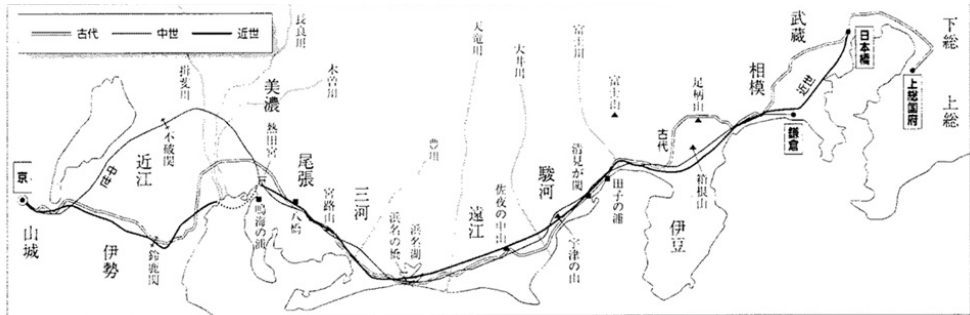 古代
中世
近世
長良川
揖斐川
木曽川
美濃
熱田宮
尾張
不破関
近江
中世
京
山城
伊勢
鈴鹿関
鳴海の浦
八橋
宮路山
三河
豊川
浜名の橋
浜名湖
天竜川
遠江
大井川
佐夜の中山
駿河
宇津の山
清見が関
富士川
田子の浦
富士山
足柄山
古代
箱根山
伊豆
相模
鎌倉
近世
武蔵
日本橋
下総
上総国府
上総